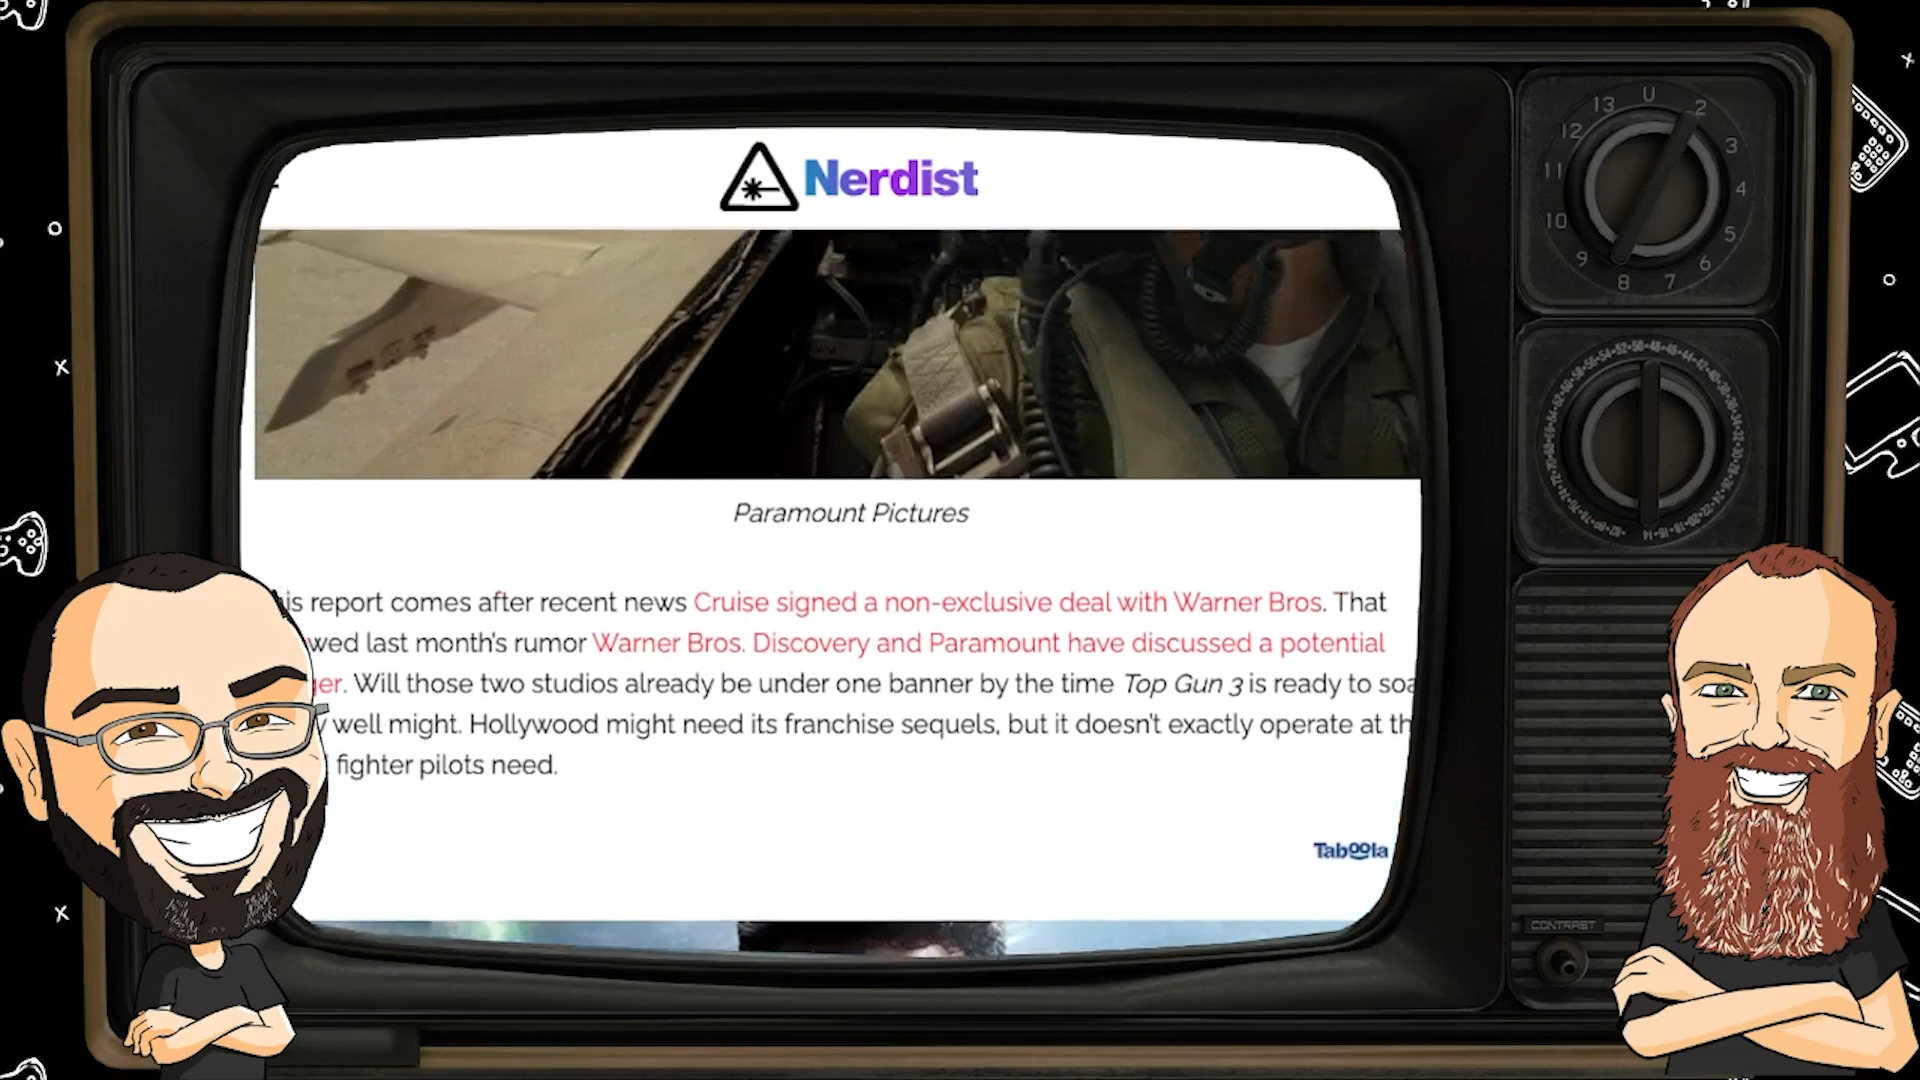 Nerdist
Paramount Pictures
is report comes after recent news Cruise signed a non-exclusive deal with Warner Bros. That
wed last month's rumor Warner Bros. Discovery and Paramount have discussed a potential
ger. Will those two studios already be under one banner by the time Top Gun 3 is ready to soa
well might. Hollywood might need its franchise sequels, but it doesn't exactly operate at th
fighter pilots need.
Taboola
U
2
3
4
5
6
7
8
9
10
11
12
13
CONTRAST